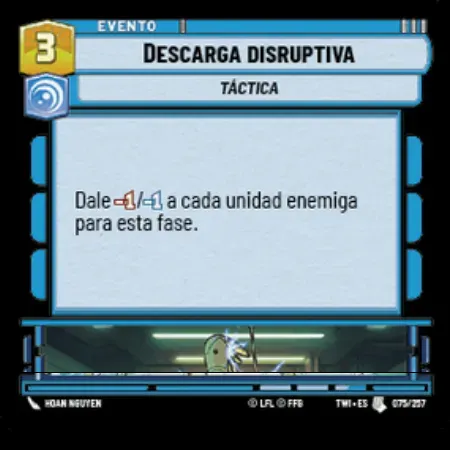 EVENTO
3
DESCARGA DISRUPTIVA
TÁCTICA
Dale -1/-1 a cada unidad enemiga
para esta fase.
HOAN NGUYEN
© LFL © FFG
TWI • ES
075/257